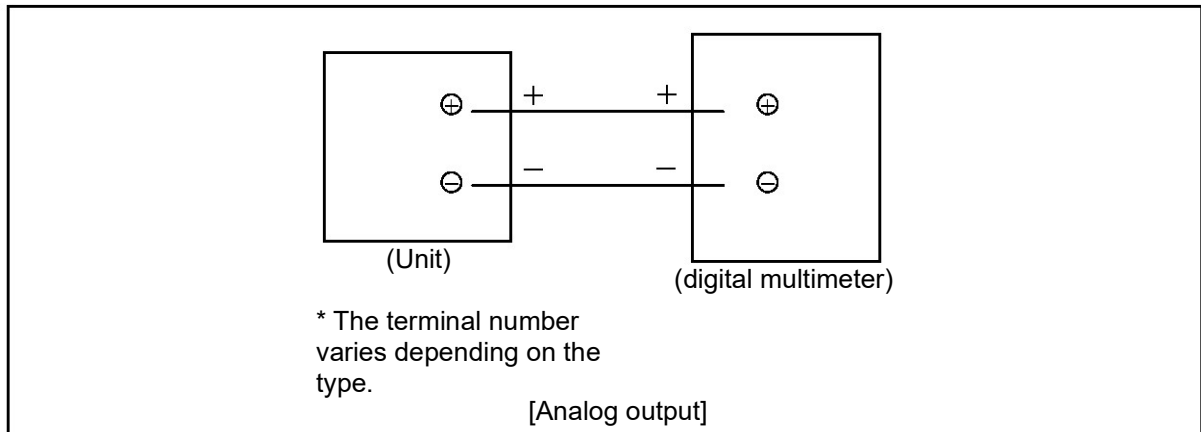 + +
⊕ ⊕
− −
⊖ ⊖
(Unit)
(digital multimeter)
* The terminal number
varies depending on the
type.
[Analog output]